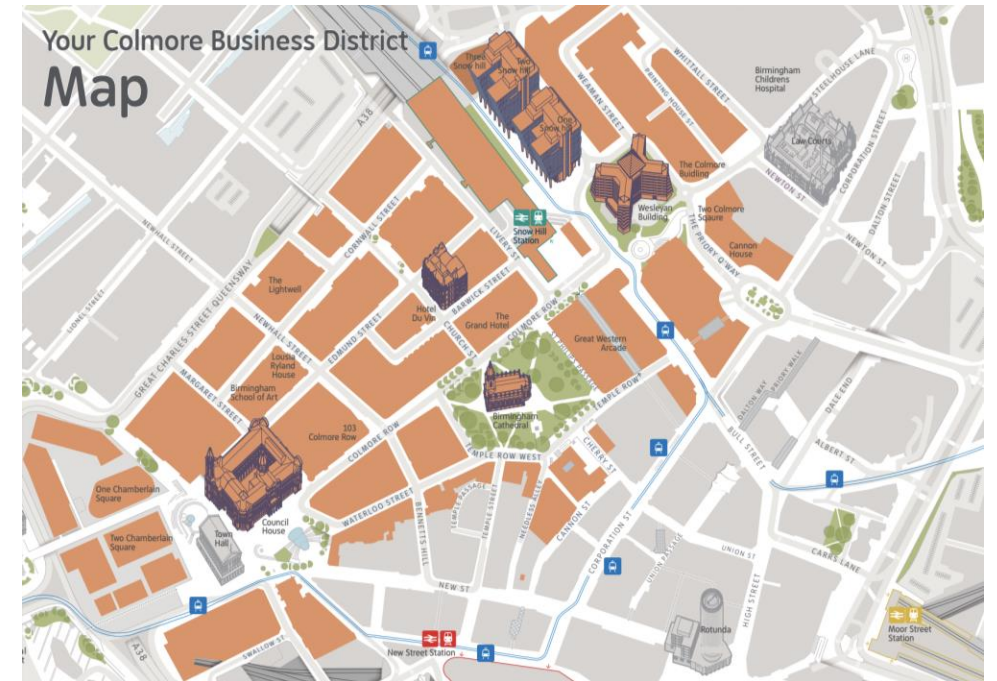 Your Colmore Business District
Map
Three
Snow hill
Two
Snow hill
One
Snow hill
A38
WEAMAN STREET
PRINTING HOUSE ST
WHITTALL STREET
Birmingham
Childrens
Hospital
STEELHOUSE LANE
Law Courts
CORPORATION STREET
NEWTON ST
DALTON STREET
NEWTON ST
The Colmore
Buidling
Wesleyan
Building
Two Colmore
Sqaure
THE PRIORY Q'WAY
Cannon
House
Snow Hill
Station
LIVERY ST
CORNWALL STREET
NEWHALL STREET
LIONEL STREET
GREAT CHARLES STREET QUEENSWAY
The
Lightwell
NEWHALL STREET
EDMUND STREET
Hotel
Du Vin
BARWICK STREET
CHURCH ST
The
Grand Hotel
COLMORE ROW
Great Western
Arcade
TEMPLE ROW
Birmingham
Cathedral
Lousia
Ryland
House
Birmingham
School of Art
MARGARET STREET
103
Colmore Row
COLMORE ROW
TEMPLE ROW WEST
CHERRY ST
DALTON WAY
PRIORY WALK
DALE END
BULL STREET
ALBERT ST
WATERLOO STREET
BENNETTS HILL
TEMPLE PASSAGE
TEMPLE STREET
NEEDLESS ALLEY
CANNON ST
CORPORATION ST
UNION PASSAGE
UNION ST
HIGH STREET
CARRS LANE
One Chamberlain
Square
Two Chamberlain
Square
Town
Hall
Council
House
NEW ST
Rotunda
Moor Street
Station
New Street Station
SWALLOW ST
A38